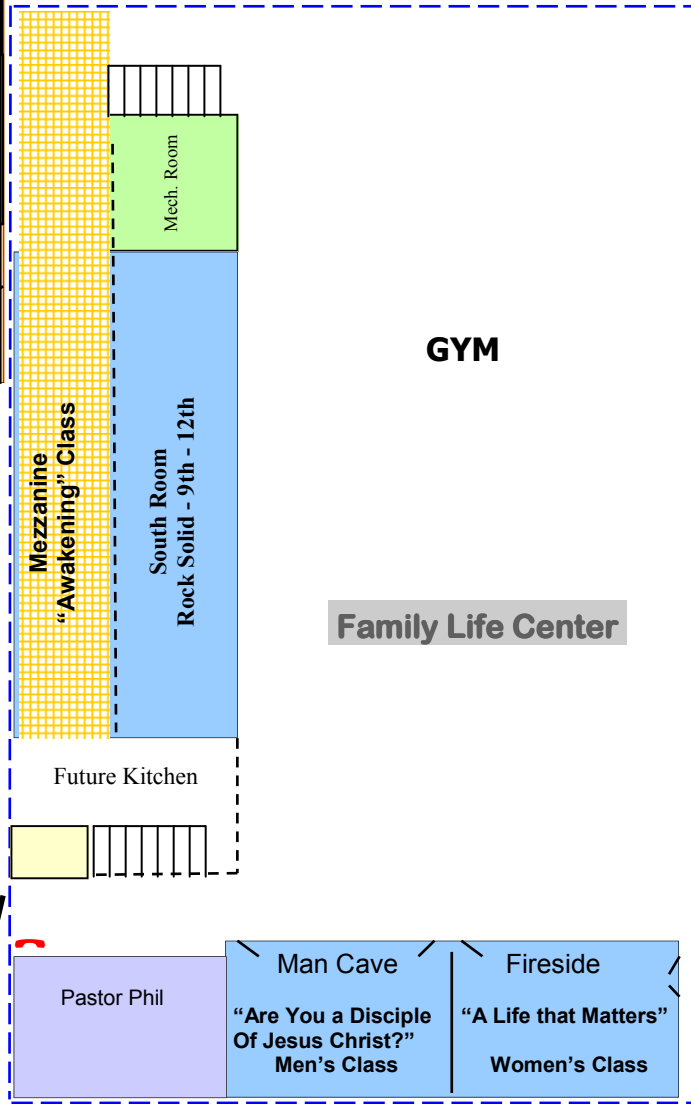 Mech. Room
GYM
Mezzanine
“Awakening” Class
South Room
Rock Solid - 9th - 12th
Family Life Center
Future Kitchen
Pastor Phil
Man Cave
“Are You a Disciple
Of Jesus Christ?”
Men’s Class
Fireside
“A Life that Matters”
Women’s Class